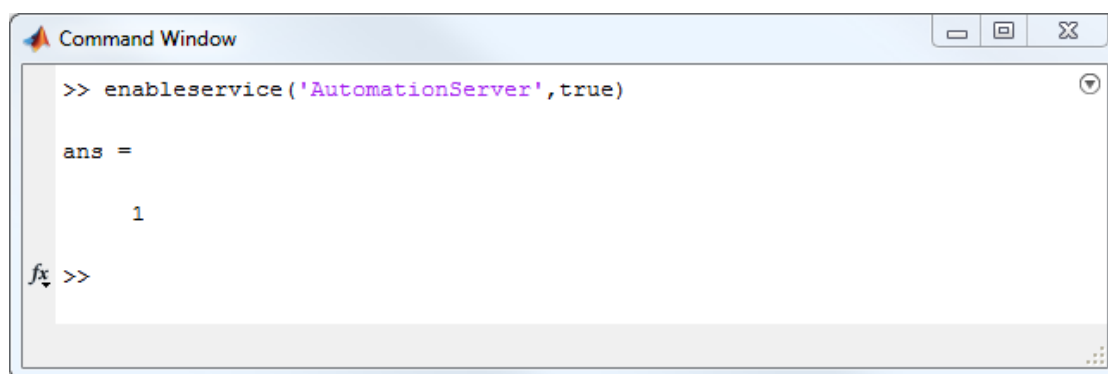 Command Window
>> enableservice('AutomationServer',true)
ans =
1
fx >>